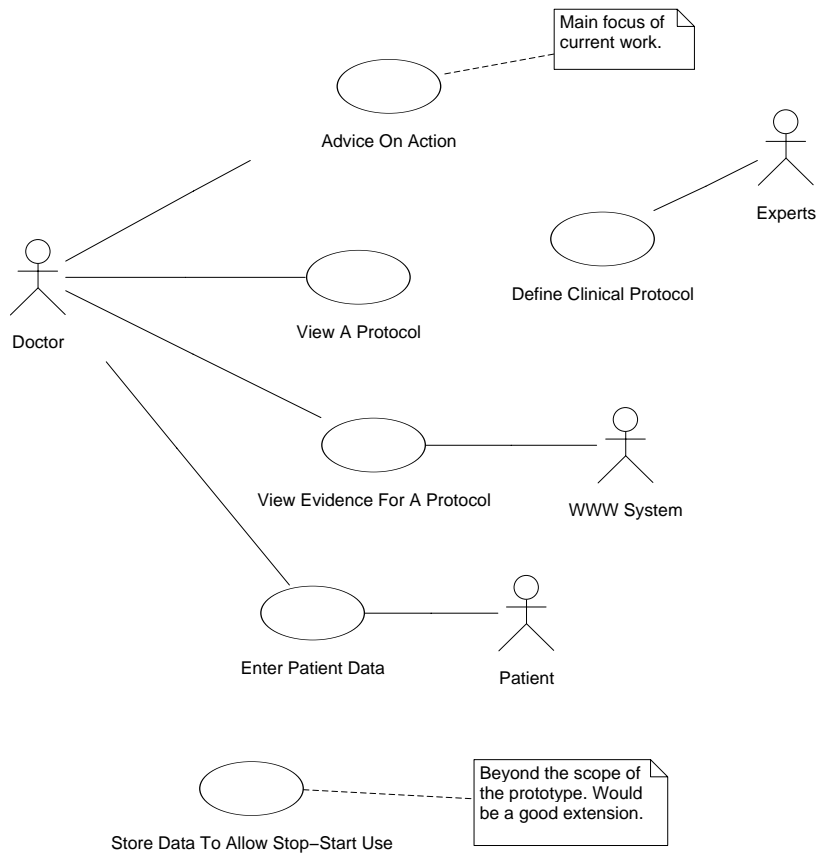 Main focus of
current work.
Advice On Action
Experts
Define Clinical Protocol
View A Protocol
Doctor
View Evidence For A Protocol
WWW System
Enter Patient Data
Patient
Beyond the scope of
the prototype. Would
be a good extension.
Store Data To Allow Stop−Start Use